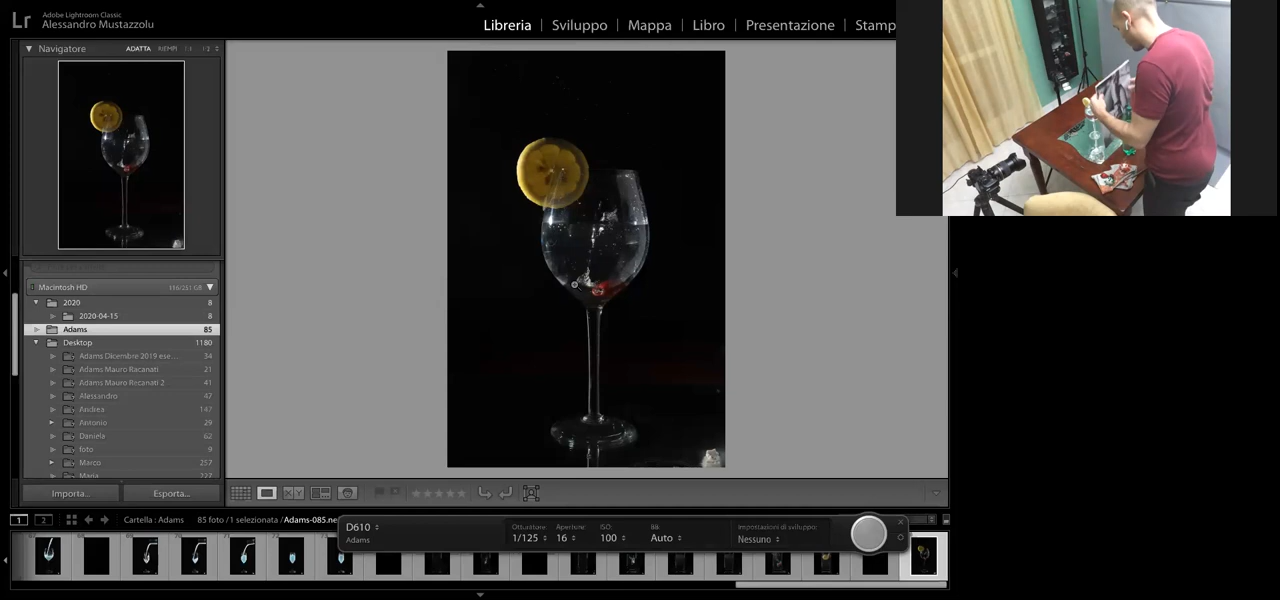 Lr
Adobe Lightroom Classic
Alessandro Mustazzolu
Libreria | Sviluppo | Mappa | Libro | Presentazione | Stamp
Navigatore ADATTA RIEMPI
Macintosh HD
2020 8
2020-04-15 8
Adams 85
Desktop 1180
Adams Dicembre 2019 ese... 34
Adams Mauro Racanati 21
Adams Mauro Recanati 2 41
Alessandro 47
Andrea 147
Antonio 29
Daniela 62
foto 9
Marco 257
Maria 227
Importa... Esporta...
1 2 Cartella : Adams 85 foto /1 selezionata /Adams-085.ne
D610 Otturatore: Apertura: ISO: Bil: Impostazioni di sviluppo:
Adams 1/125 16 100 Auto Nessuno